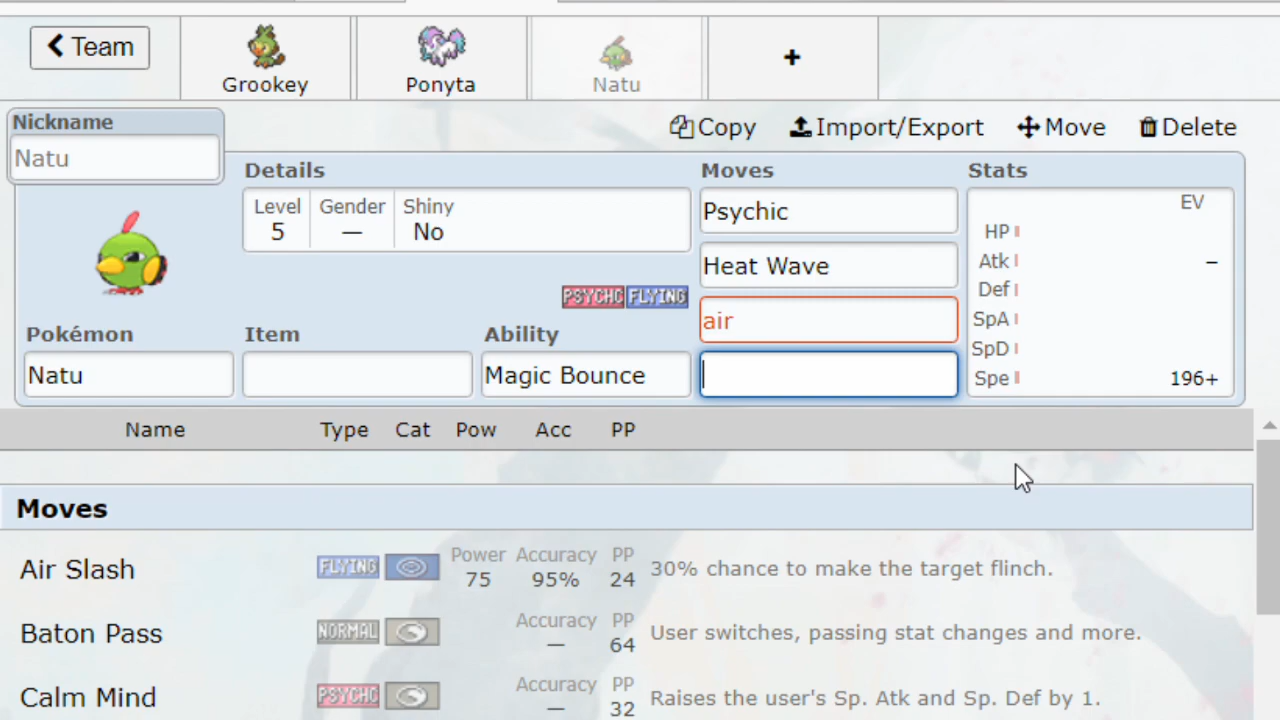 Team
Grookey
Ponyta
Natu
+
Nickname
Natu
Copy
Import/Export
Move
Delete
Details
Level
5
Gender
—
Shiny
No
PSYCHC FLYING
Pokémon
Natu
Item
Ability
Magic Bounce
Moves
Psychic
Heat Wave
air
Stats
EV
HP
Atk –
Def
SpA
SpD
Spe 196+
Name Type Cat Pow Acc PP
Moves
Air Slash FLYING Power 75 Accuracy 95% PP 24 30% chance to make the target flinch.
Baton Pass NORMAL Accuracy — PP 64 User switches, passing stat changes and more.
Calm Mind PSYCHC Accuracy — PP 32 Raises the user's Sp. Atk and Sp. Def by 1.